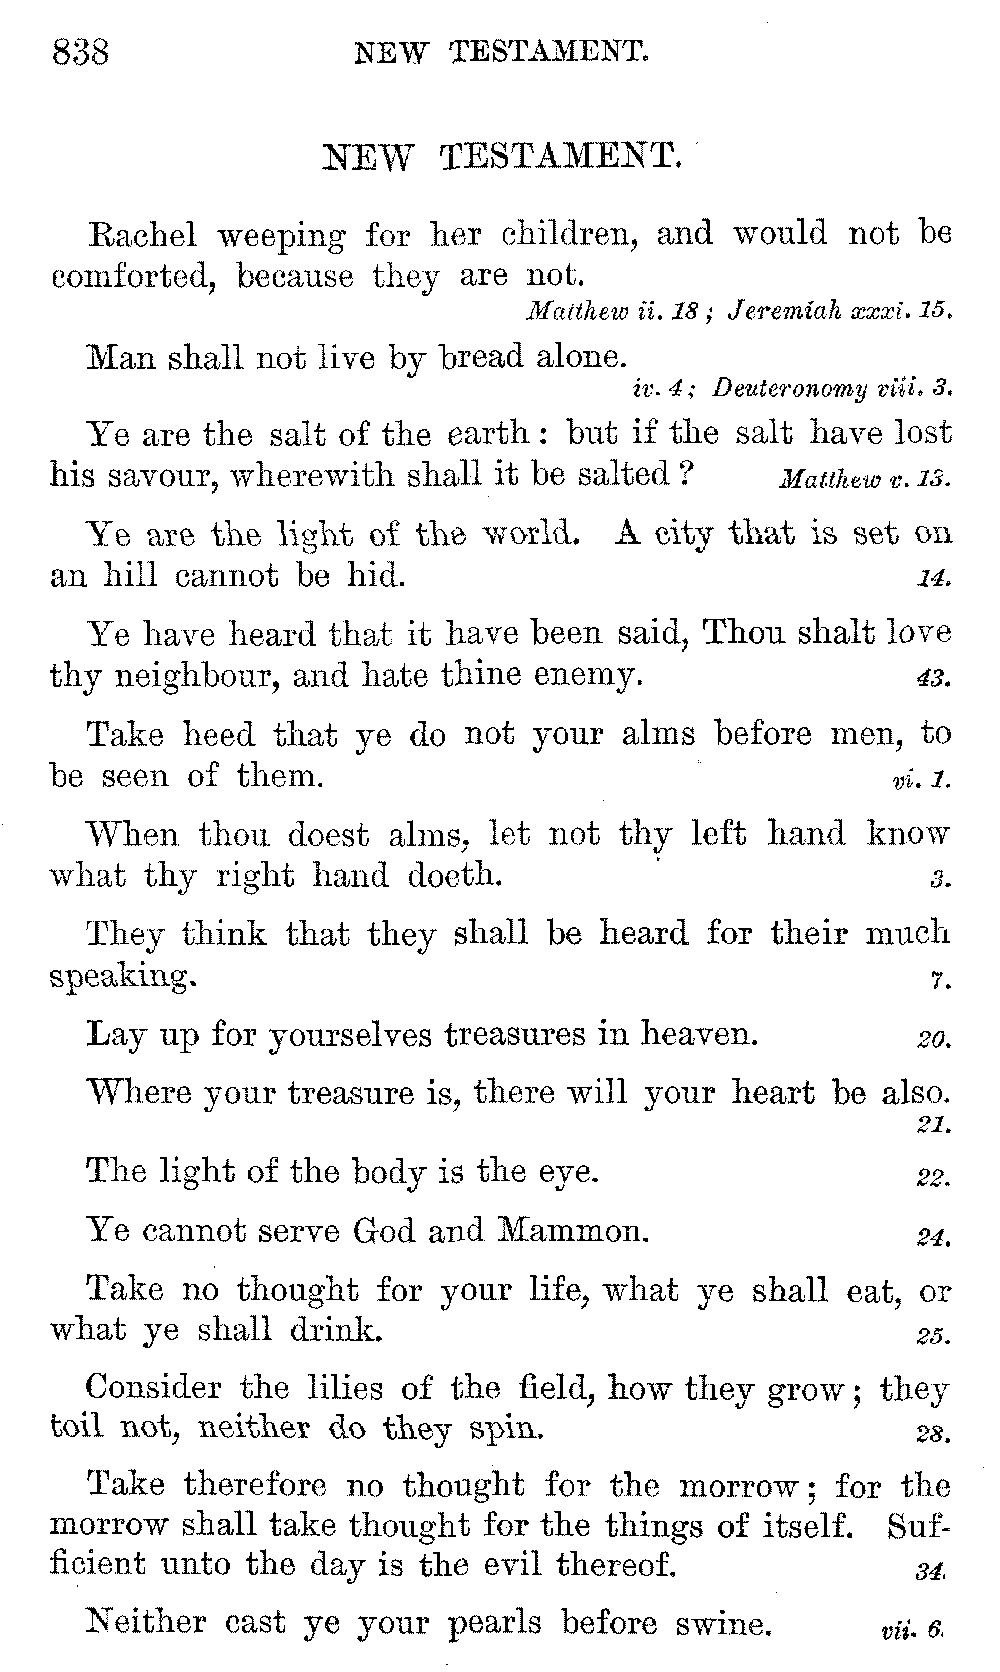 838 NEW TESTAMENT.
NEW TESTAMENT.
Rachel weeping for her children, and would not be
comforted, because they are not.
Matthew ii. 18; Jeremiah xxxi. 15.
Man shall not live by bread alone.
iv. 4; Deuteronomy viii. 3.
Ye are the salt of the earth: but if the salt have lost
his savour, wherewith shall it be salted? Matthew v. 13.
Ye are the light of the world. A city that is set on
an hill cannot be hid. 14.
Ye have heard that it have been said, Thou shalt love
thy neighbour, and hate thine enemy. 43.
Take heed that ye do not your alms before men, to
be seen of them. vi. 1.
When thou doest alms, let not thy left hand know
what thy right hand doeth. 3.
They think that they shall be heard for their much
speaking. 7.
Lay up for yourselves treasures in heaven. 20.
Where your treasure is, there will your heart be also.
21.
The light of the body is the eye. 22.
Ye cannot serve God and Mammon. 24.
Take no thought for your life, what ye shall eat, or
what ye shall drink. 25.
Consider the lilies of the field, how they grow; they
toil not, neither do they spin. 28.
Take therefore no thought for the morrow; for the
morrow shall take thought for the things of itself. Suf-
ficient unto the day is the evil thereof. 34.
Neither cast ye your pearls before swine. vii. 6.